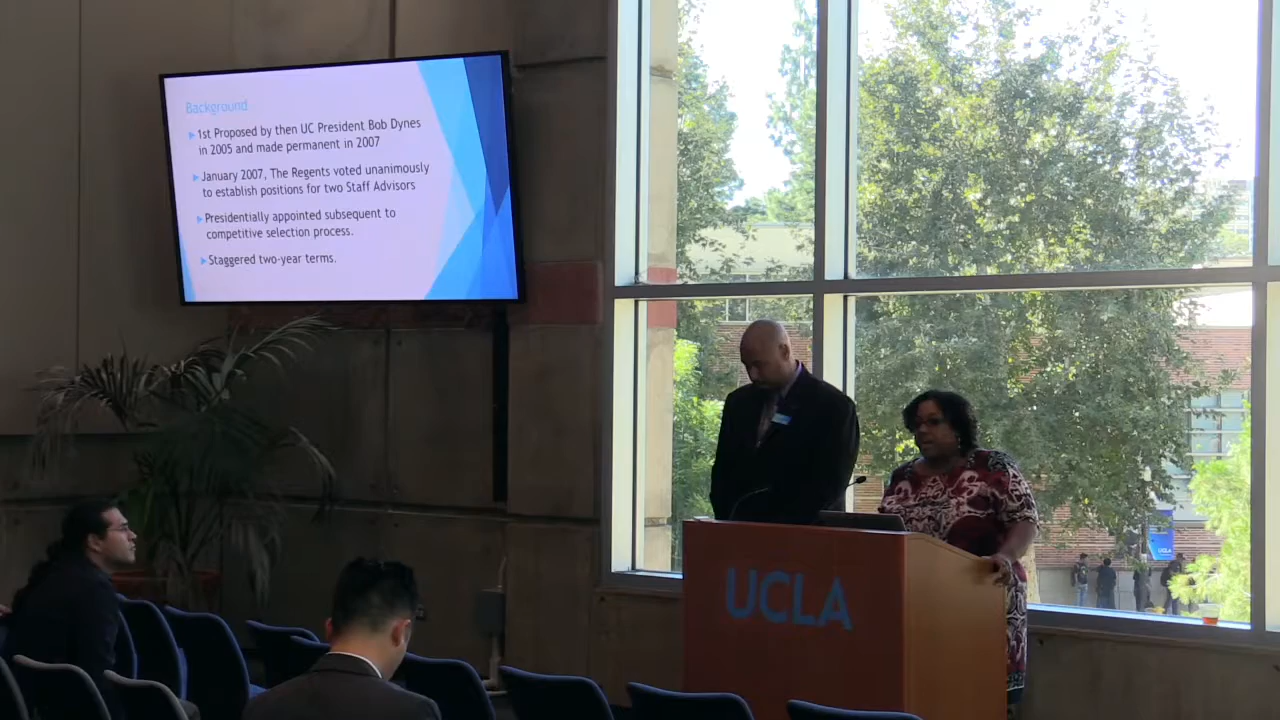 Background
1st Proposed by then UC President Bob Dynes
in 2005 and made permanent in 2007
January 2007, The Regents voted unanimously
to establish positions for two Staff Advisors
Presidentially appointed subsequent to
competitive selection process.
Staggered two-year terms.
UCLA
UCLA